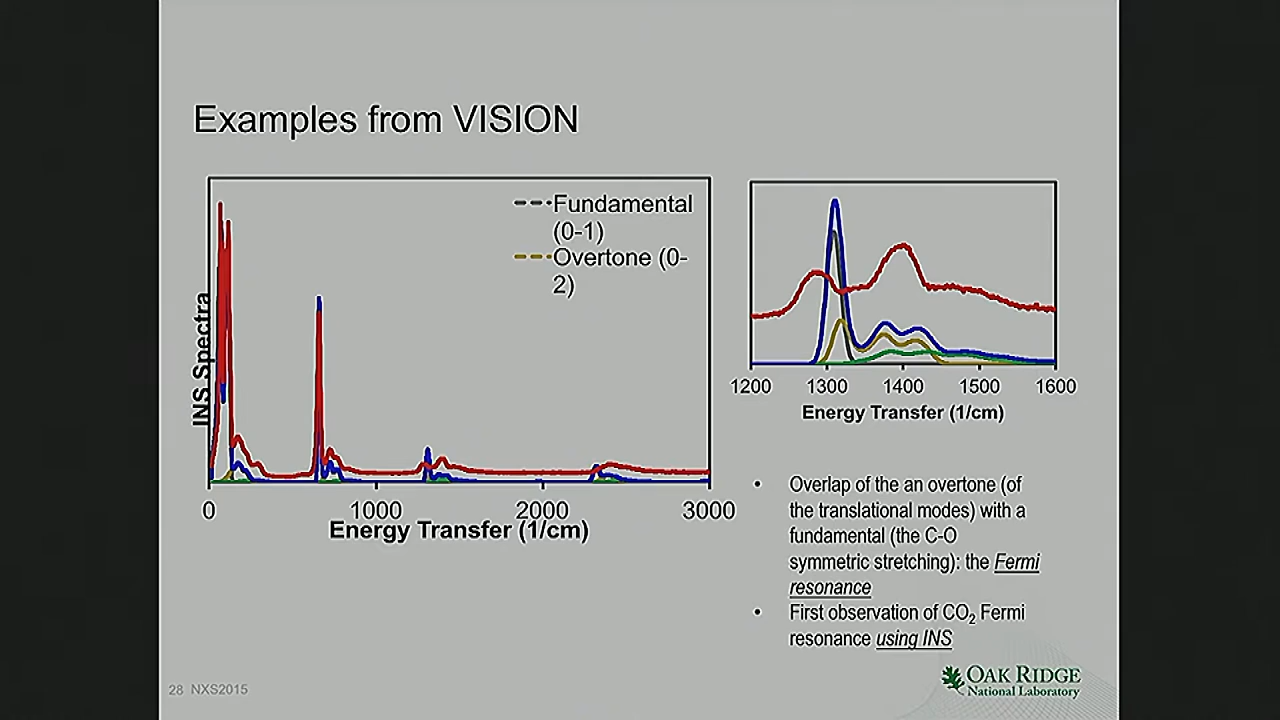 Examples from VISION
Fundamental
(0-1)
Overtone (0-
2)
INS Spectra
0 1000 2000 3000
Energy Transfer (1/cm)
1200 1300 1400 1500 1600
Energy Transfer (1/cm)
• Overlap of the an overtone (of
the translational modes) with a
fundamental (the C-O
symmetric stretching): the Fermi
resonance
• First observation of CO₂ Fermi
resonance using INS
28 NXS2015
OAK RIDGE
National Laboratory